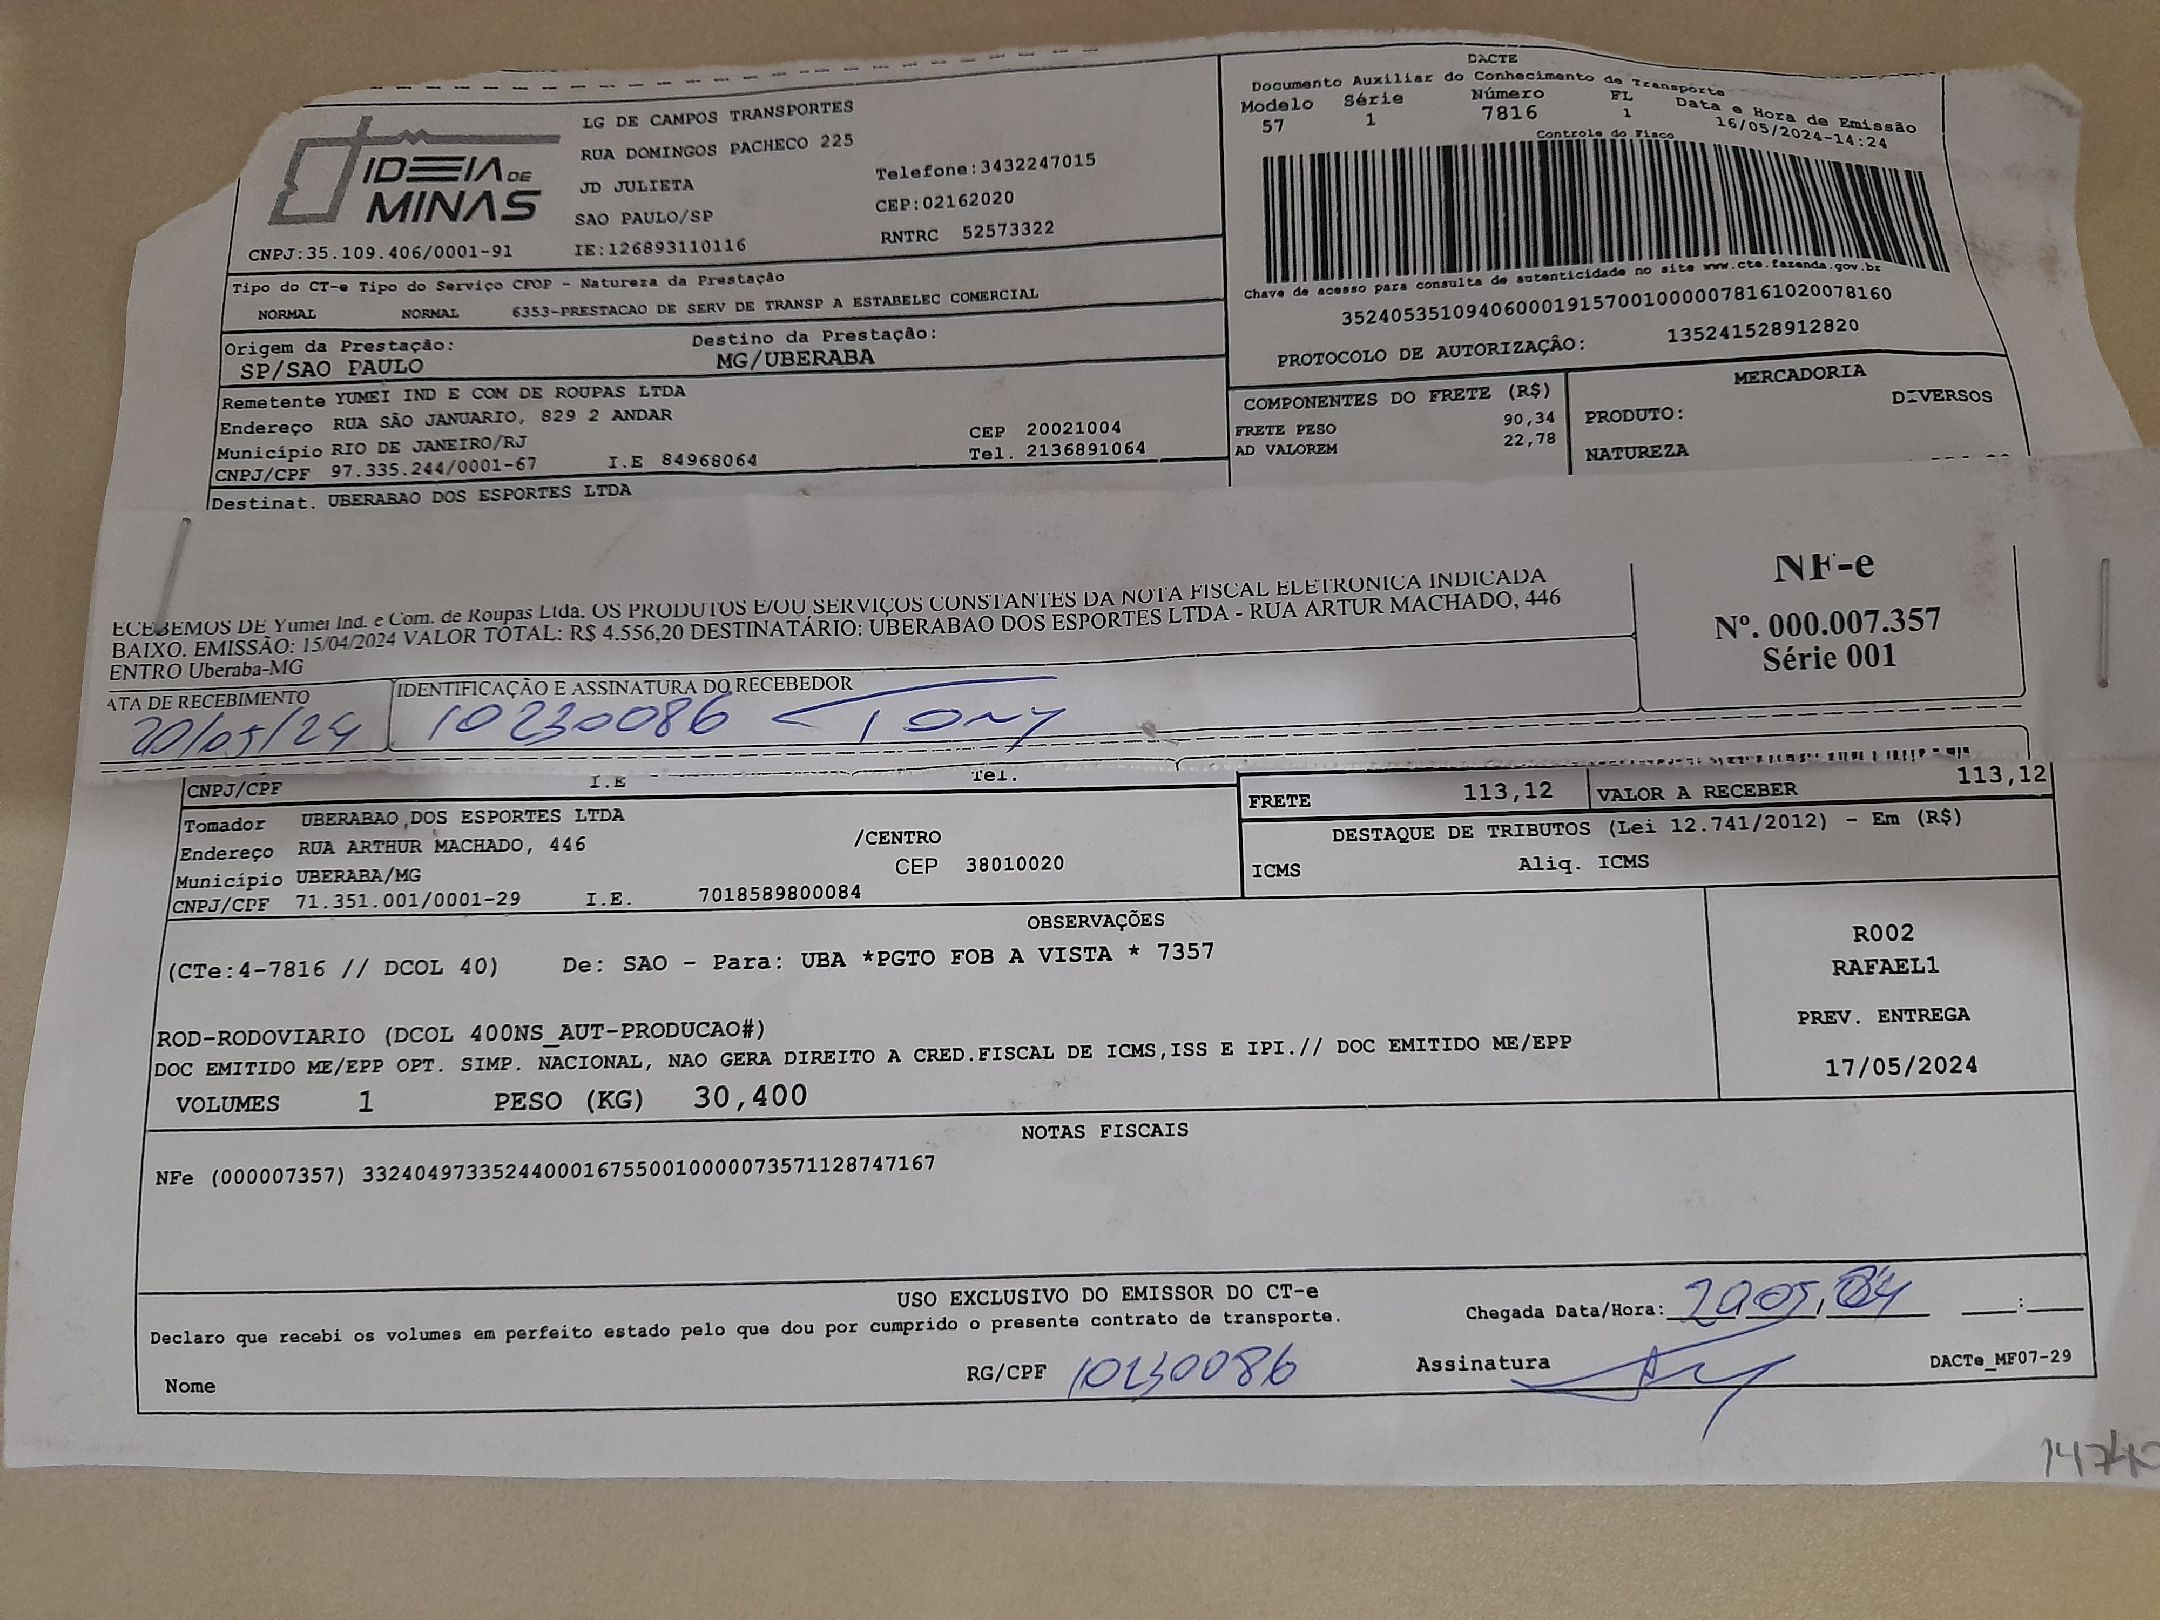 DACTE
Documento Auxiliar do Conhecimento de Transporte
Modelo Série Número FL Data e Hora de Emissão
57 1 7816 1 16/05/2024-14:24
Controle do Fisco
IDEIA DE MINAS
LG DE CAMPOS TRANSPORTES
RUA DOMINGOS PACHECO 225
JD JULIETA Telefone:3432247015
SAO PAULO/SP CEP:02162020
CNPJ:35.109.406/0001-91 IE:126893110116 RNTRC 52573322
Chave de acesso para consulta de autenticidade no site www.cte.fazenda.gov.br
35240535109406000191570010000078161020078160
PROTOCOLO DE AUTORIZAÇÃO: 135241528912820
Tipo do CT-e Tipo do Serviço CFOP - Natureza da Prestação
NORMAL NORMAL 6353-PRESTACAO DE SERV DE TRANSP A ESTABELEC COMERCIAL
Origem da Prestação: Destino da Prestação:
SP/SAO PAULO MG/UBERABA
Remetente YUMEI IND E COM DE ROUPAS LTDA
Endereço RUA SÃO JANUARIO, 829 2 ANDAR
Município RIO DE JANEIRO/RJ CEP 20021004
CNPJ/CPF 97.335.244/0001-67 I.E 84968064 Tel. 2136891064
Destinat. UBERABAO DOS ESPORTES LTDA
COMPONENTES DO FRETE (R$)
FRETE PESO 90,34
AD VALOREM 22,78
MERCADORIA
PRODUTO: DIVERSOS
NATUREZA
ECEBEMOS DE Yumei Ind. e Com. de Roupas Ltda. OS PRODUTOS E/OU SERVIÇOS CONSTANTES DA NOTA FISCAL ELETRONICA INDICADA
BAIXO. EMISSÃO: 15/04/2024 VALOR TOTAL: R$ 4.556,20 DESTINATÁRIO: UBERABAO DOS ESPORTES LTDA - RUA ARTUR MACHADO, 446
ENTRO Uberaba-MG
NF-e
Nº. 000.007.357
Série 001
ATA DE RECEBIMENTO IDENTIFICAÇÃO E ASSINATURA DO RECEBEDOR
20/05/24 10230086 Tony
CNPJ/CPF I.E Tel.
FRETE 113,12 VALOR A RECEBER 113,12
Tomador UBERABAO DOS ESPORTES LTDA
Endereço RUA ARTHUR MACHADO, 446 /CENTRO
Município UBERABA/MG CEP 38010020
CNPJ/CPF 71.351.001/0001-29 I.E. 7018589800084
DESTAQUE DE TRIBUTOS (Lei 12.741/2012) - Em (R$)
ICMS Aliq. ICMS
OBSERVAÇÕES
(CTe:4-7816 // DCOL 40) De: SAO - Para: UBA *PGTO FOB A VISTA * 7357
ROD-RODOVIARIO (DCOL 400NS_AUT-PRODUCAO#)
DOC EMITIDO ME/EPP OPT. SIMP. NACIONAL, NAO GERA DIREITO A CRED.FISCAL DE ICMS,ISS E IPI.// DOC EMITIDO ME/EPP
VOLUMES 1 PESO (KG) 30,400
R002
RAFAEL1
PREV. ENTREGA
17/05/2024
NOTAS FISCAIS
NFe (000007357) 33240497335244000167550010000073571128747167
USO EXCLUSIVO DO EMISSOR DO CT-e
Declaro que recebi os volumes em perfeito estado pelo que dou por cumprido o presente contrato de transporte.
Chegada Data/Hora: :
Nome RG/CPF 10230086 Assinatura DACTe_MF07-29